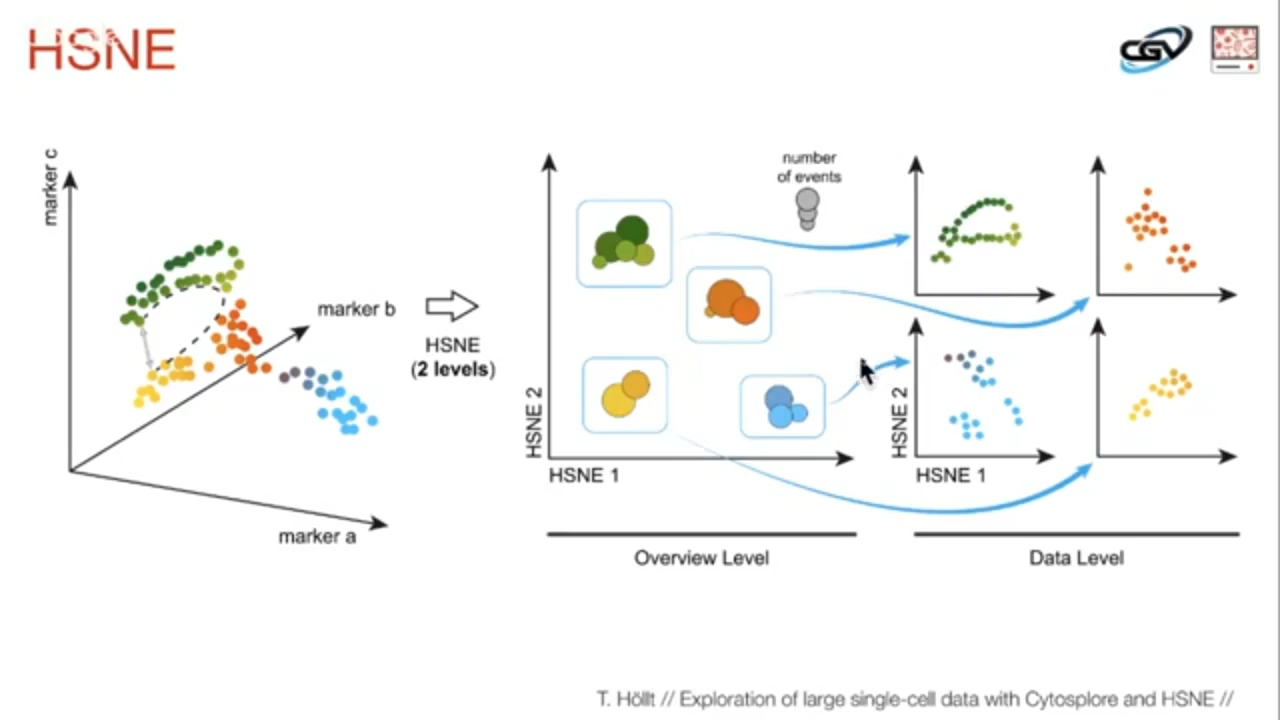 HSNE
CGV
marker c
marker b
marker a
HSNE
(2 levels)
number
of events
HSNE 2
HSNE 1
HSNE 2
HSNE 1
Overview Level
Data Level
T. Höllt // Exploration of large single-cell data with Cytosplore and HSNE //